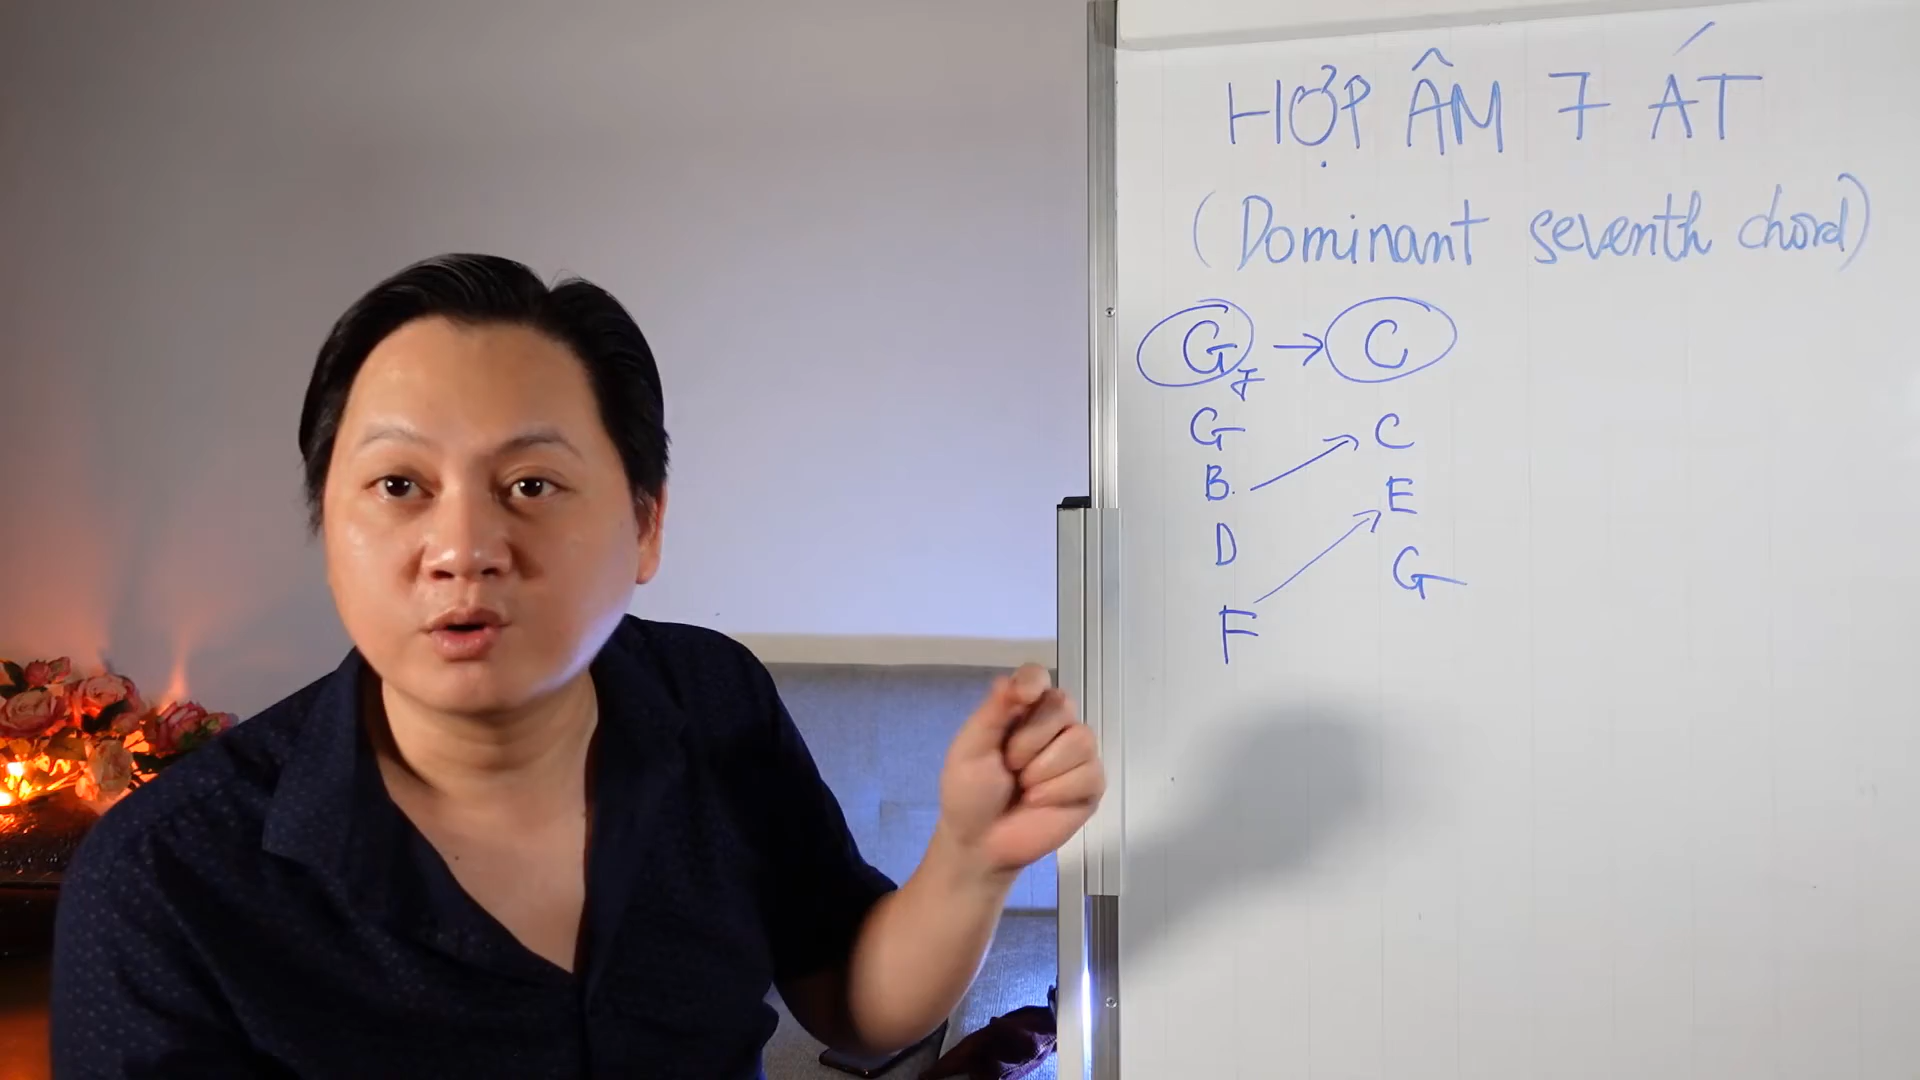 HỢP ÂM 7 ÁT
(Dominant seventh chord)
G7 → C
G C
B. E
D G
F